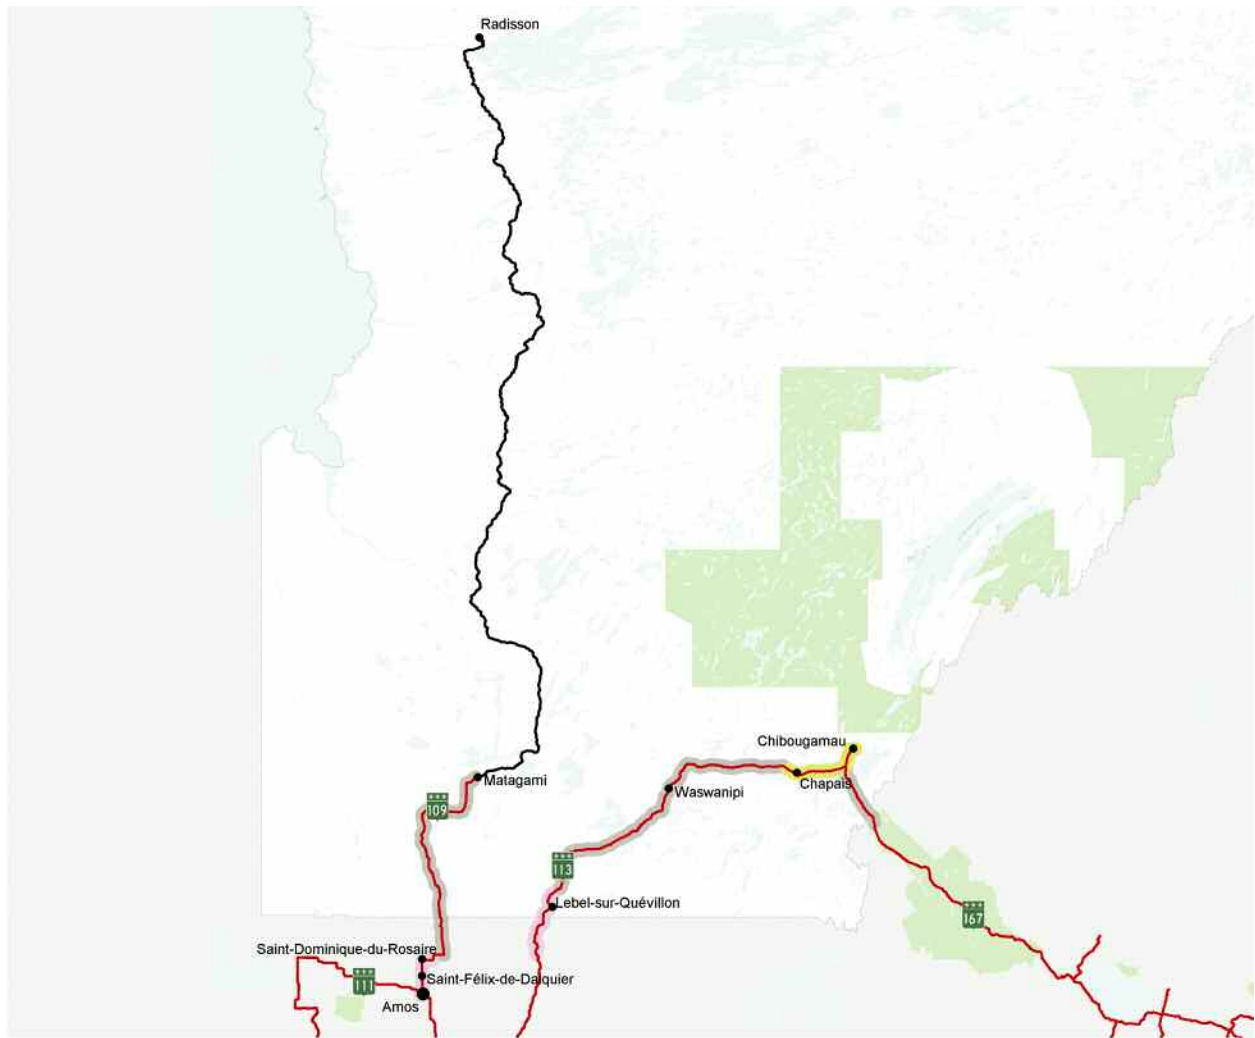 Radisson
Chibougamau
Matagami
Chapais
Waswanipi
109
113
Lebel-sur-Quévillon
167
Saint-Dominique-du-Rosaire
Saint-Félix-de-Dalquier
111
Amos